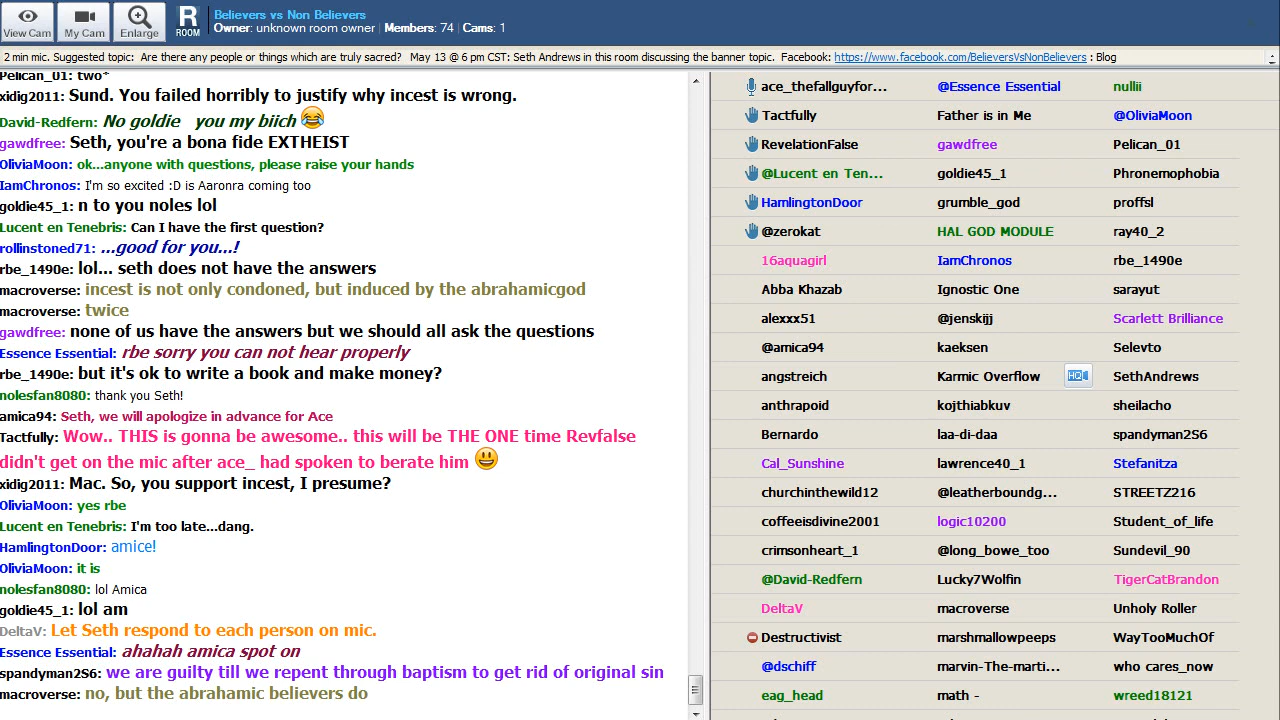 View Cam
My Cam
Enlarge
R
ROOM
Believers vs Non Believers
Owner: unknown room owner | Members: 74 | Cams: 1
2 min mic. Suggested topic: Are there any people or things which are truly sacred? May 13 @ 6 pm CST: Seth Andrews in this room discussing the banner topic. Facebook: https://www.facebook.com/BelieversVsNonBelievers : Blog
Pelican_01: two*
xidig2011: Sund. You failed horribly to justify why incest is wrong.
David-Redfern: No goldie you my biich
gawdfree: Seth, you're a bona fide EXTHEIST
OliviaMoon: ok...anyone with questions, please raise your hands
IamChronos: I'm so excited :D is Aaronra coming too
goldie45_1: n to you noles lol
Lucent en Tenebris: Can I have the first question?
rollinstoned71: ...good for you...!
rbe_1490e: lol... seth does not have the answers
macroverse: incest is not only condoned, but induced by the abrahamicgod
macroverse: twice
gawdfree: none of us have the answers but we should all ask the questions
Essence Essential: rbe sorry you can not hear properly
rbe_1490e: but it's ok to write a book and make money?
nolesfan8080: thank you Seth!
amica94: Seth, we will apologize in advance for Ace
Tactfully: Wow.. THIS is gonna be awesome.. this will be THE ONE time Revfalse
didn't get on the mic after ace_ had spoken to berate him
xidig2011: Mac. So, you support incest, I presume?
OliviaMoon: yes rbe
Lucent en Tenebris: I'm too late...dang.
HamlingtonDoor: amice!
OliviaMoon: it is
nolesfan8080: lol Amica
goldie45_1: lol am
DeltaV: Let Seth respond to each person on mic.
Essence Essential: ahahah amica spot on
spandyman2S6: we are guilty till we repent through baptism to get rid of original sin
macroverse: no, but the abrahamic believers do
ace_thefallguyfor... @Essence Essential nullii
Tactfully Father is in Me @OliviaMoon
RevelationFalse gawdfree Pelican_01
@Lucent en Ten... goldie45_1 Phronemophobia
HamlingtonDoor grumble_god proffsl
@zerokat HAL GOD MODULE ray40_2
16aquagirl IamChronos rbe_1490e
Abba Khazab Ignostic One sarayut
alexxx51 @jenskijj Scarlett Brilliance
@amica94 kaeksen Selevto
angstreich Karmic Overflow HQ SethAndrews
anthrapoid kojthiabkuv sheilacho
Bernardo laa-di-daa spandyman2S6
Cal_Sunshine lawrence40_1 Stefanitza
churchinthewild12 @leatherboundg... STREETZ216
coffeeisdivine2001 logic10200 Student_of_life
crimsonheart_1 @long_bowe_too Sundevil_90
@David-Redfern Lucky7Wolfin TigerCatBrandon
DeltaV macroverse Unholy Roller
Destructivist marshmallowpeeps WayTooMuchOf
@dschiff marvin-The-marti... who cares_now
eag_head math - wreed18121